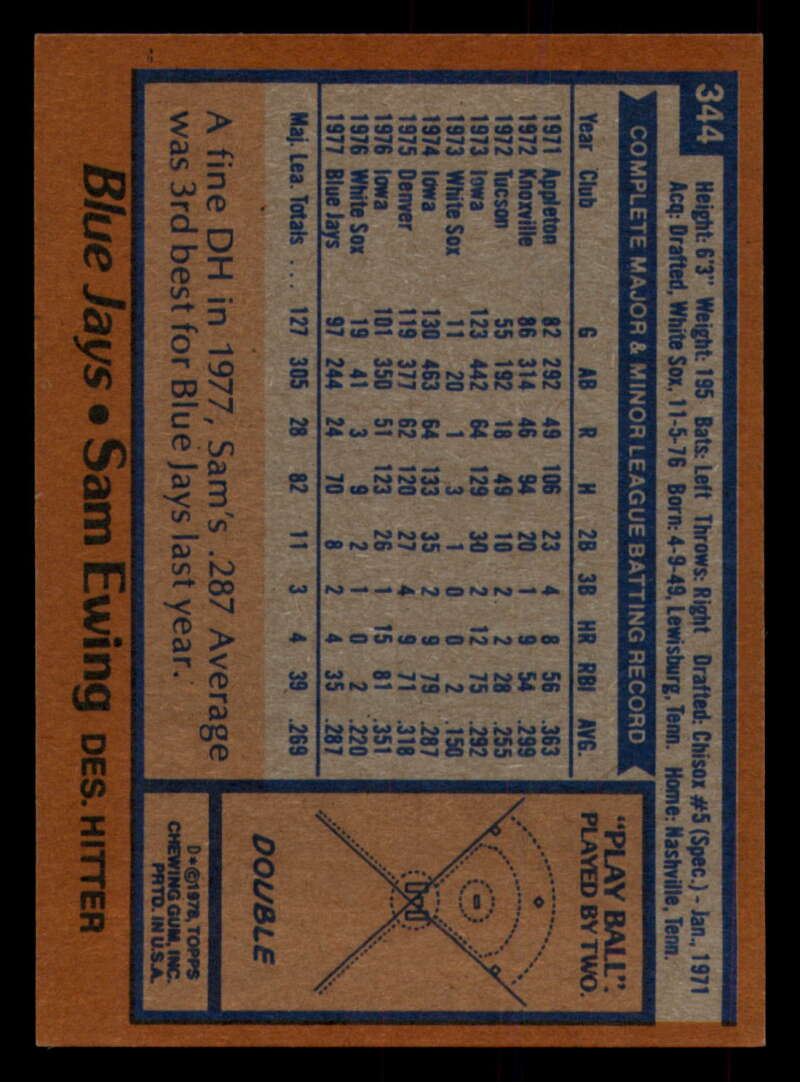 344
Height: 6'3" Weight: 195 Bats: Left Throws: Right Drafted: Chisox #5 (Spec.) - Jan., 1971
Acq: Drafted, White Sox, 11-5-76 Born: 4-9-49, Lewisburg, Tenn. Home: Nashville, Tenn.
COMPLETE MAJOR & MINOR LEAGUE BATTING RECORD
Year Club G AB R H 2B 3B HR RBI AVG.
1971 Appleton 82 292 49 106 23 4 8 56 .363
1972 Knoxville 86 314 46 94 20 1 9 54 .299
1972 Tucson 55 192 18 49 10 2 2 28 .255
1973 Iowa 123 442 64 129 30 2 12 75 .292
1973 White Sox 11 20 1 3 1 0 0 2 .150
1974 Iowa 130 463 64 133 35 2 9 79 .287
1975 Denver 119 377 62 120 27 4 9 71 .318
1976 Iowa 101 350 51 123 26 1 15 81 .351
1976 White Sox 19 41 3 9 2 1 0 2 .220
1977 Blue Jays 97 244 24 70 8 2 4 35 .287
Maj. Lea. Totals ... 127 305 28 82 11 3 4 39 .269
A fine DH in 1977, Sam's .287 Average
was 3rd best for Blue Jays last year.
"PLAY BALL":
PLAYED BY TWO.
DOUBLE
D*©1978, TOPPS
CHEWING GUM, INC.
PRTD. IN U.S.A.
Blue Jays • Sam Ewing DES. HITTER